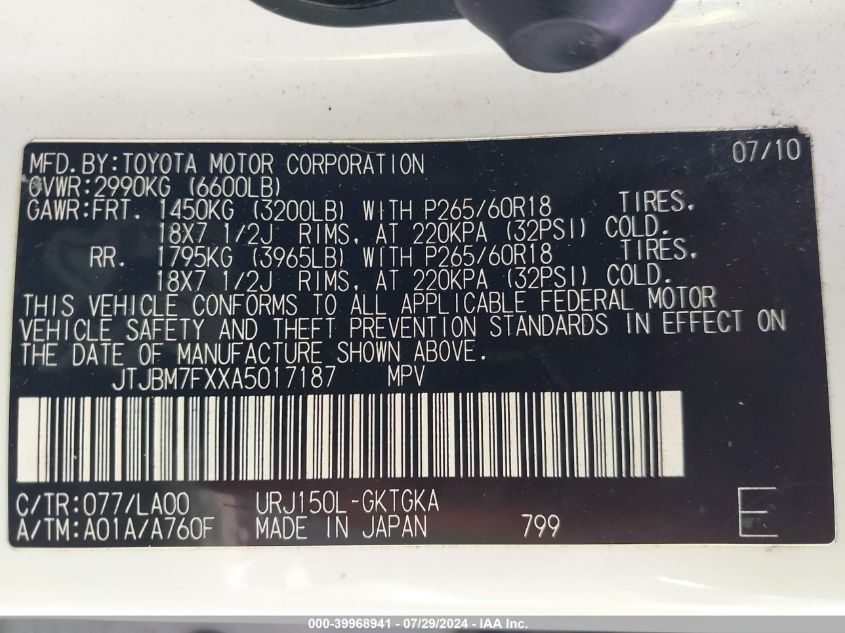 MFD.BY:TOYOTA MOTOR CORPORATION 07/10
GVWR:2990KG (6600LB)
GAWR:FRT. 1450KG (3200LB) WITH P265/60R18 TIRES,
18X7 1/2J RIMS, AT 220KPA (32PSI) COLD.
RR. 1795KG (3965LB) WITH P265/60R18 TIRES,
18X7 1/2J RIMS, AT 220KPA (32PSI) COLD.
THIS VEHICLE CONFORMS TO ALL APPLICABLE FEDERAL MOTOR
VEHICLE SAFETY AND THEFT PREVENTION STANDARDS IN EFFECT ON
THE DATE OF MANUFACTURE SHOWN ABOVE.
JTJBM7FXXA5017187 MPV
C/TR:077/LA00 URJ150L-GKTGKA
A/TM:A01A/A760F MADE IN JAPAN 799 E
000-39968941 - 07/29/2024 - IAA Inc.